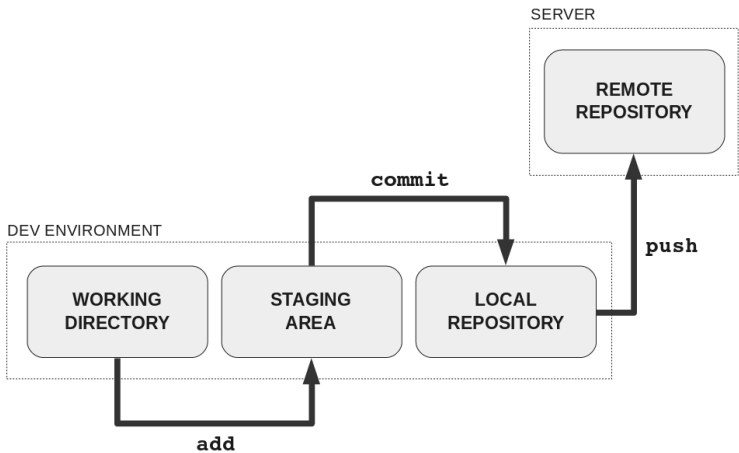 SERVER
REMOTE
REPOSITORY
commit
push
DEV ENVIRONMENT
WORKING
DIRECTORY
STAGING
AREA
LOCAL
REPOSITORY
add